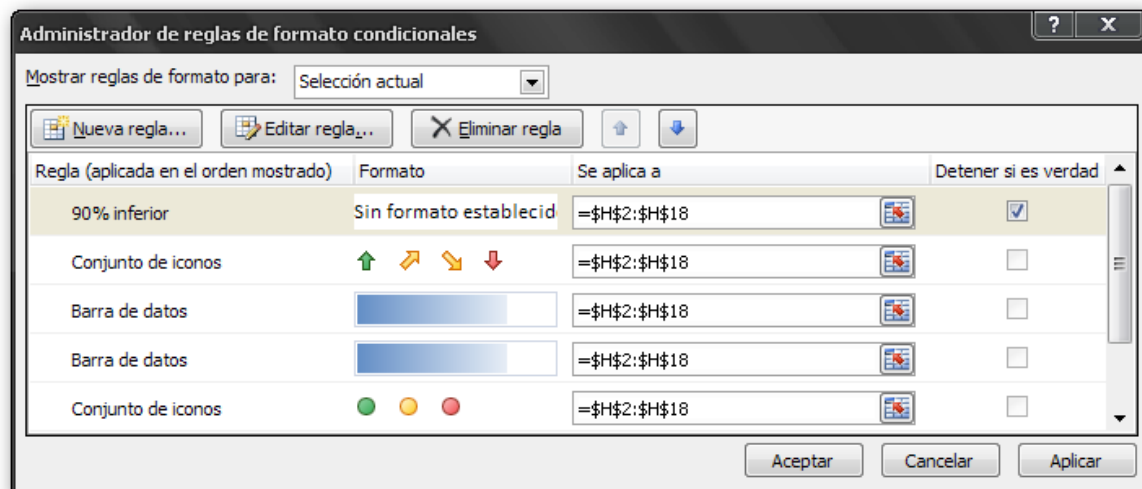 Administrador de reglas de formato condicionales ? X
Mostrar reglas de formato para: Selección actual
Nueva regla... Editar regla... Eliminar regla
Regla (aplicada en el orden mostrado) Formato Se aplica a Detener si es verdad
90% inferior Sin formato establecid =$H$2:$H$18
Conjunto de iconos =$H$2:$H$18
Barra de datos =$H$2:$H$18
Barra de datos =$H$2:$H$18
Conjunto de iconos =$H$2:$H$18
Aceptar Cancelar Aplicar